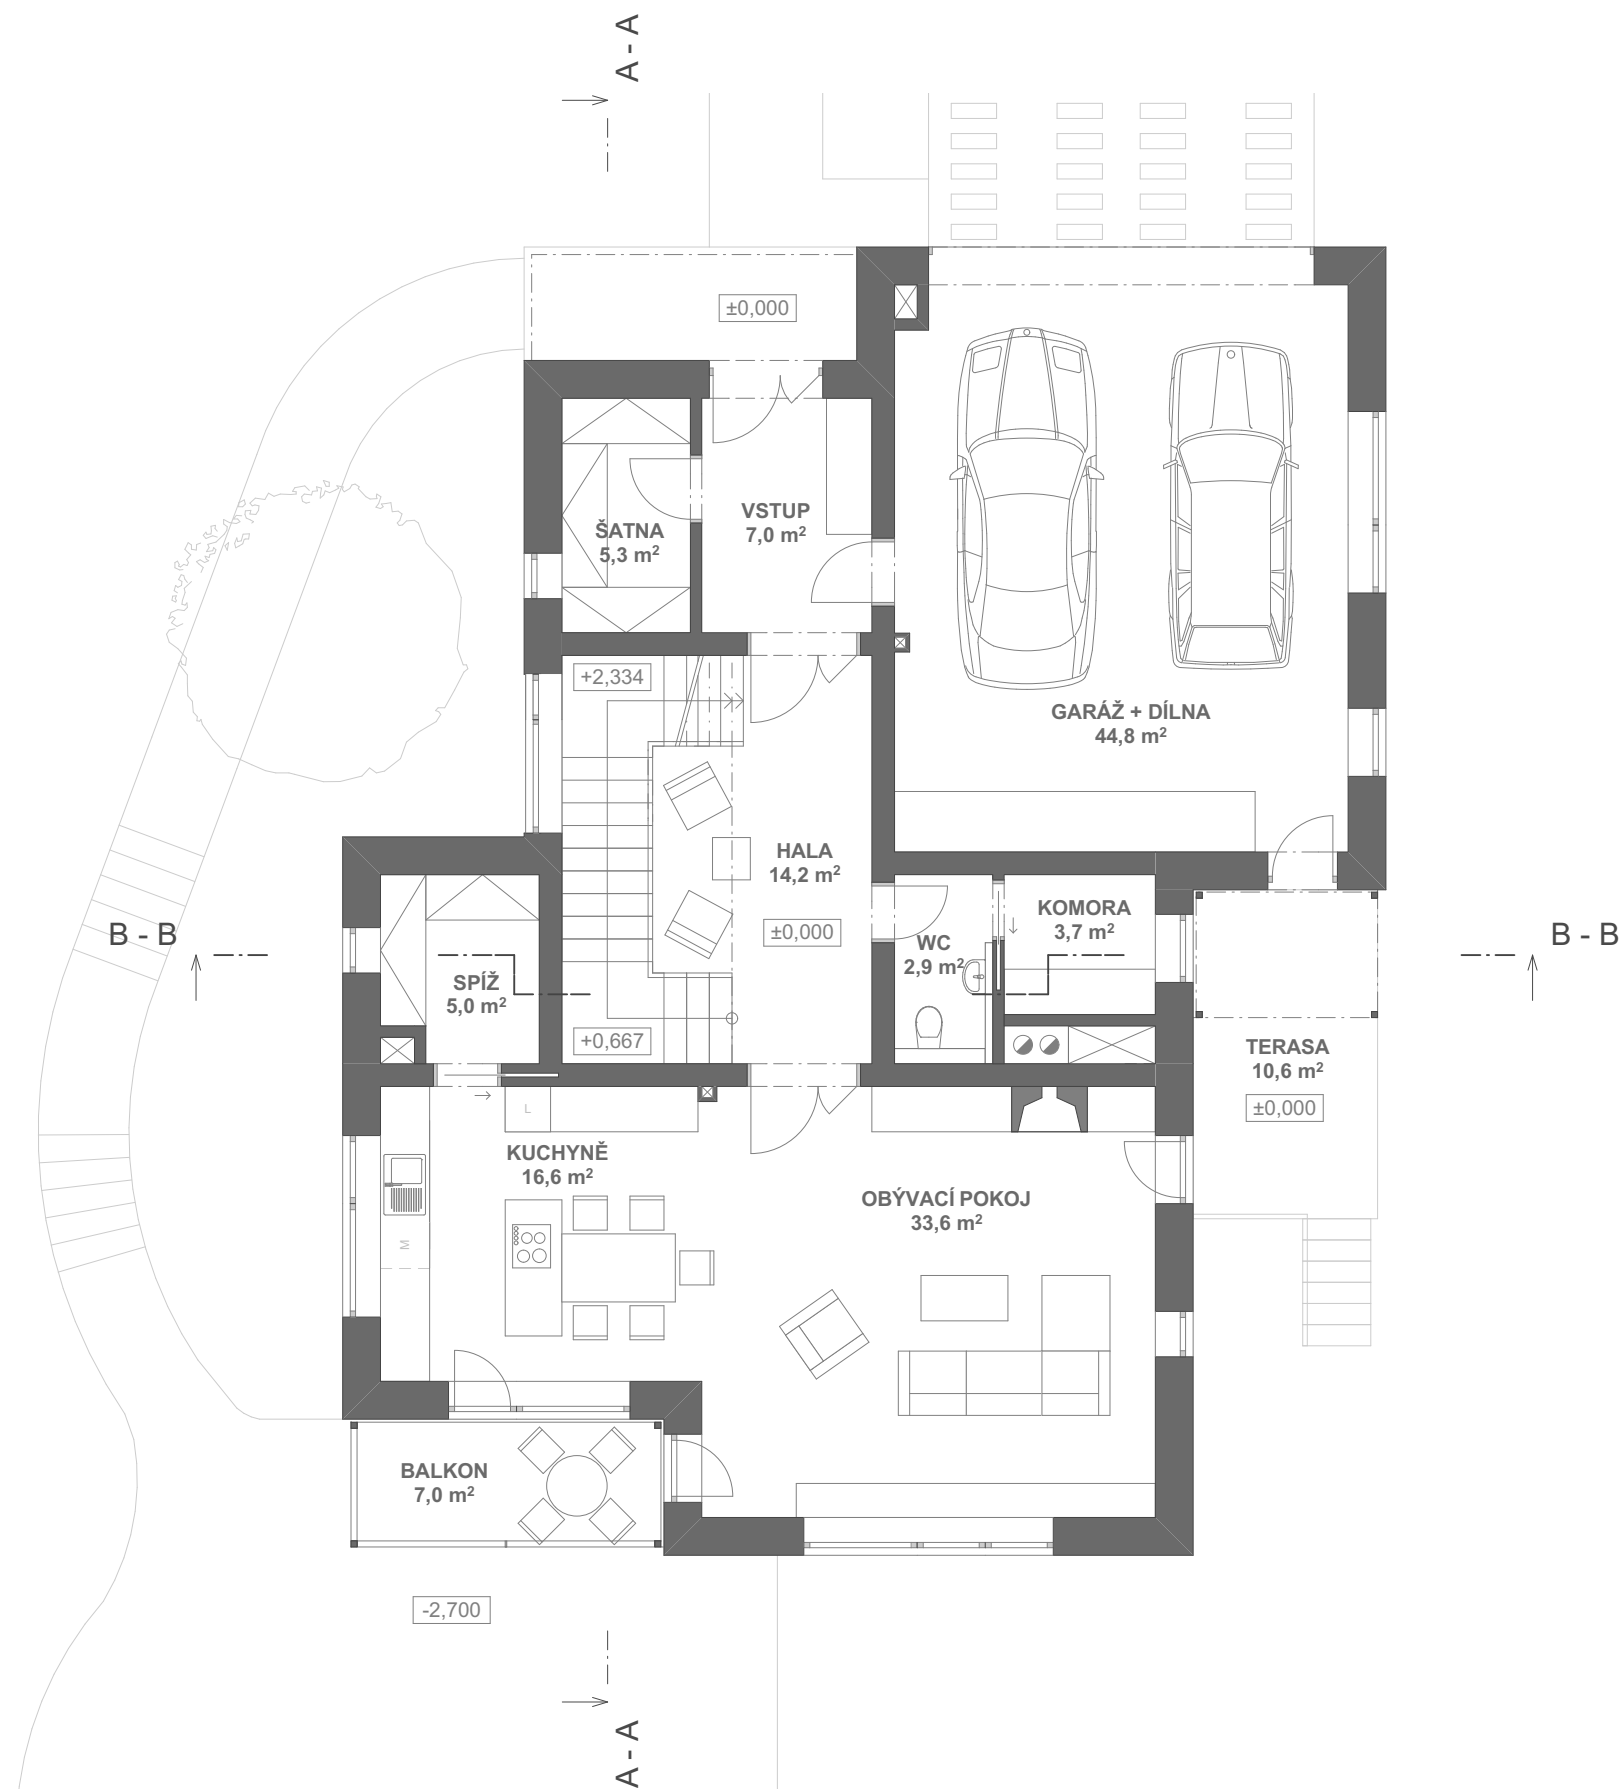 A - A
±0,000
VSTUP
7,0 m²
ŠATNA
5,3 m²
+2,334
GARÁŽ + DÍLNA
44,8 m²
HALA
14,2 m²
±0,000
KOMORA
3,7 m²
WC
2,9 m²
B - B
B - B
SPÍŽ
5,0 m²
+0,667
TERASA
10,6 m²
±0,000
L
KUCHYNĚ
16,6 m²
OBÝVACÍ POKOJ
33,6 m²
M
BALKON
7,0 m²
-2,700
A - A